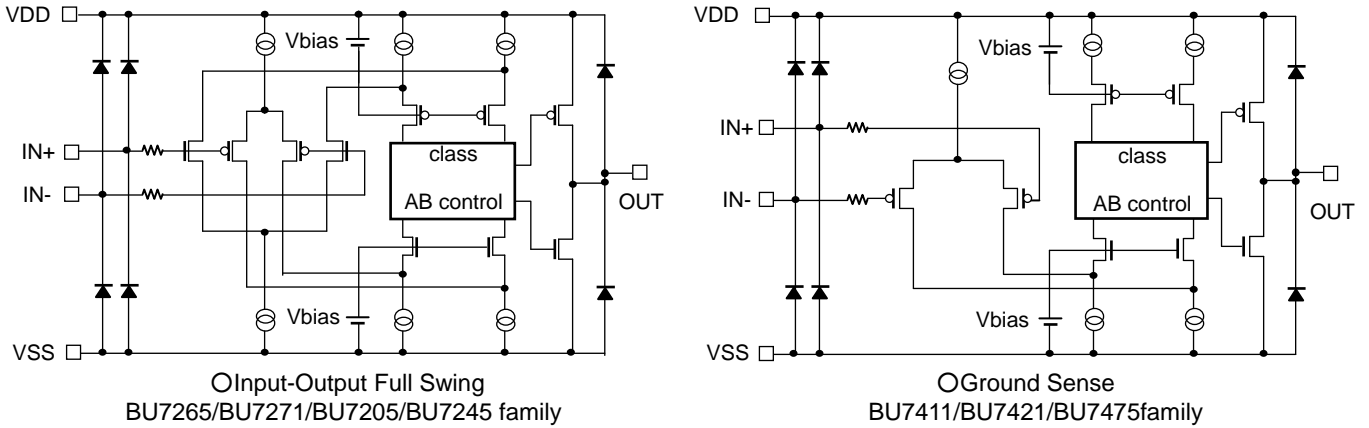 VDD
Vbias
IN+
IN-
class
AB control
OUT
Vbias
VSS
○Input-Output Full Swing
BU7265/BU7271/BU7205/BU7245 family
VDD
Vbias
IN+
IN-
class
AB control
OUT
Vbias
VSS
○Ground Sense
BU7411/BU7421/BU7475family